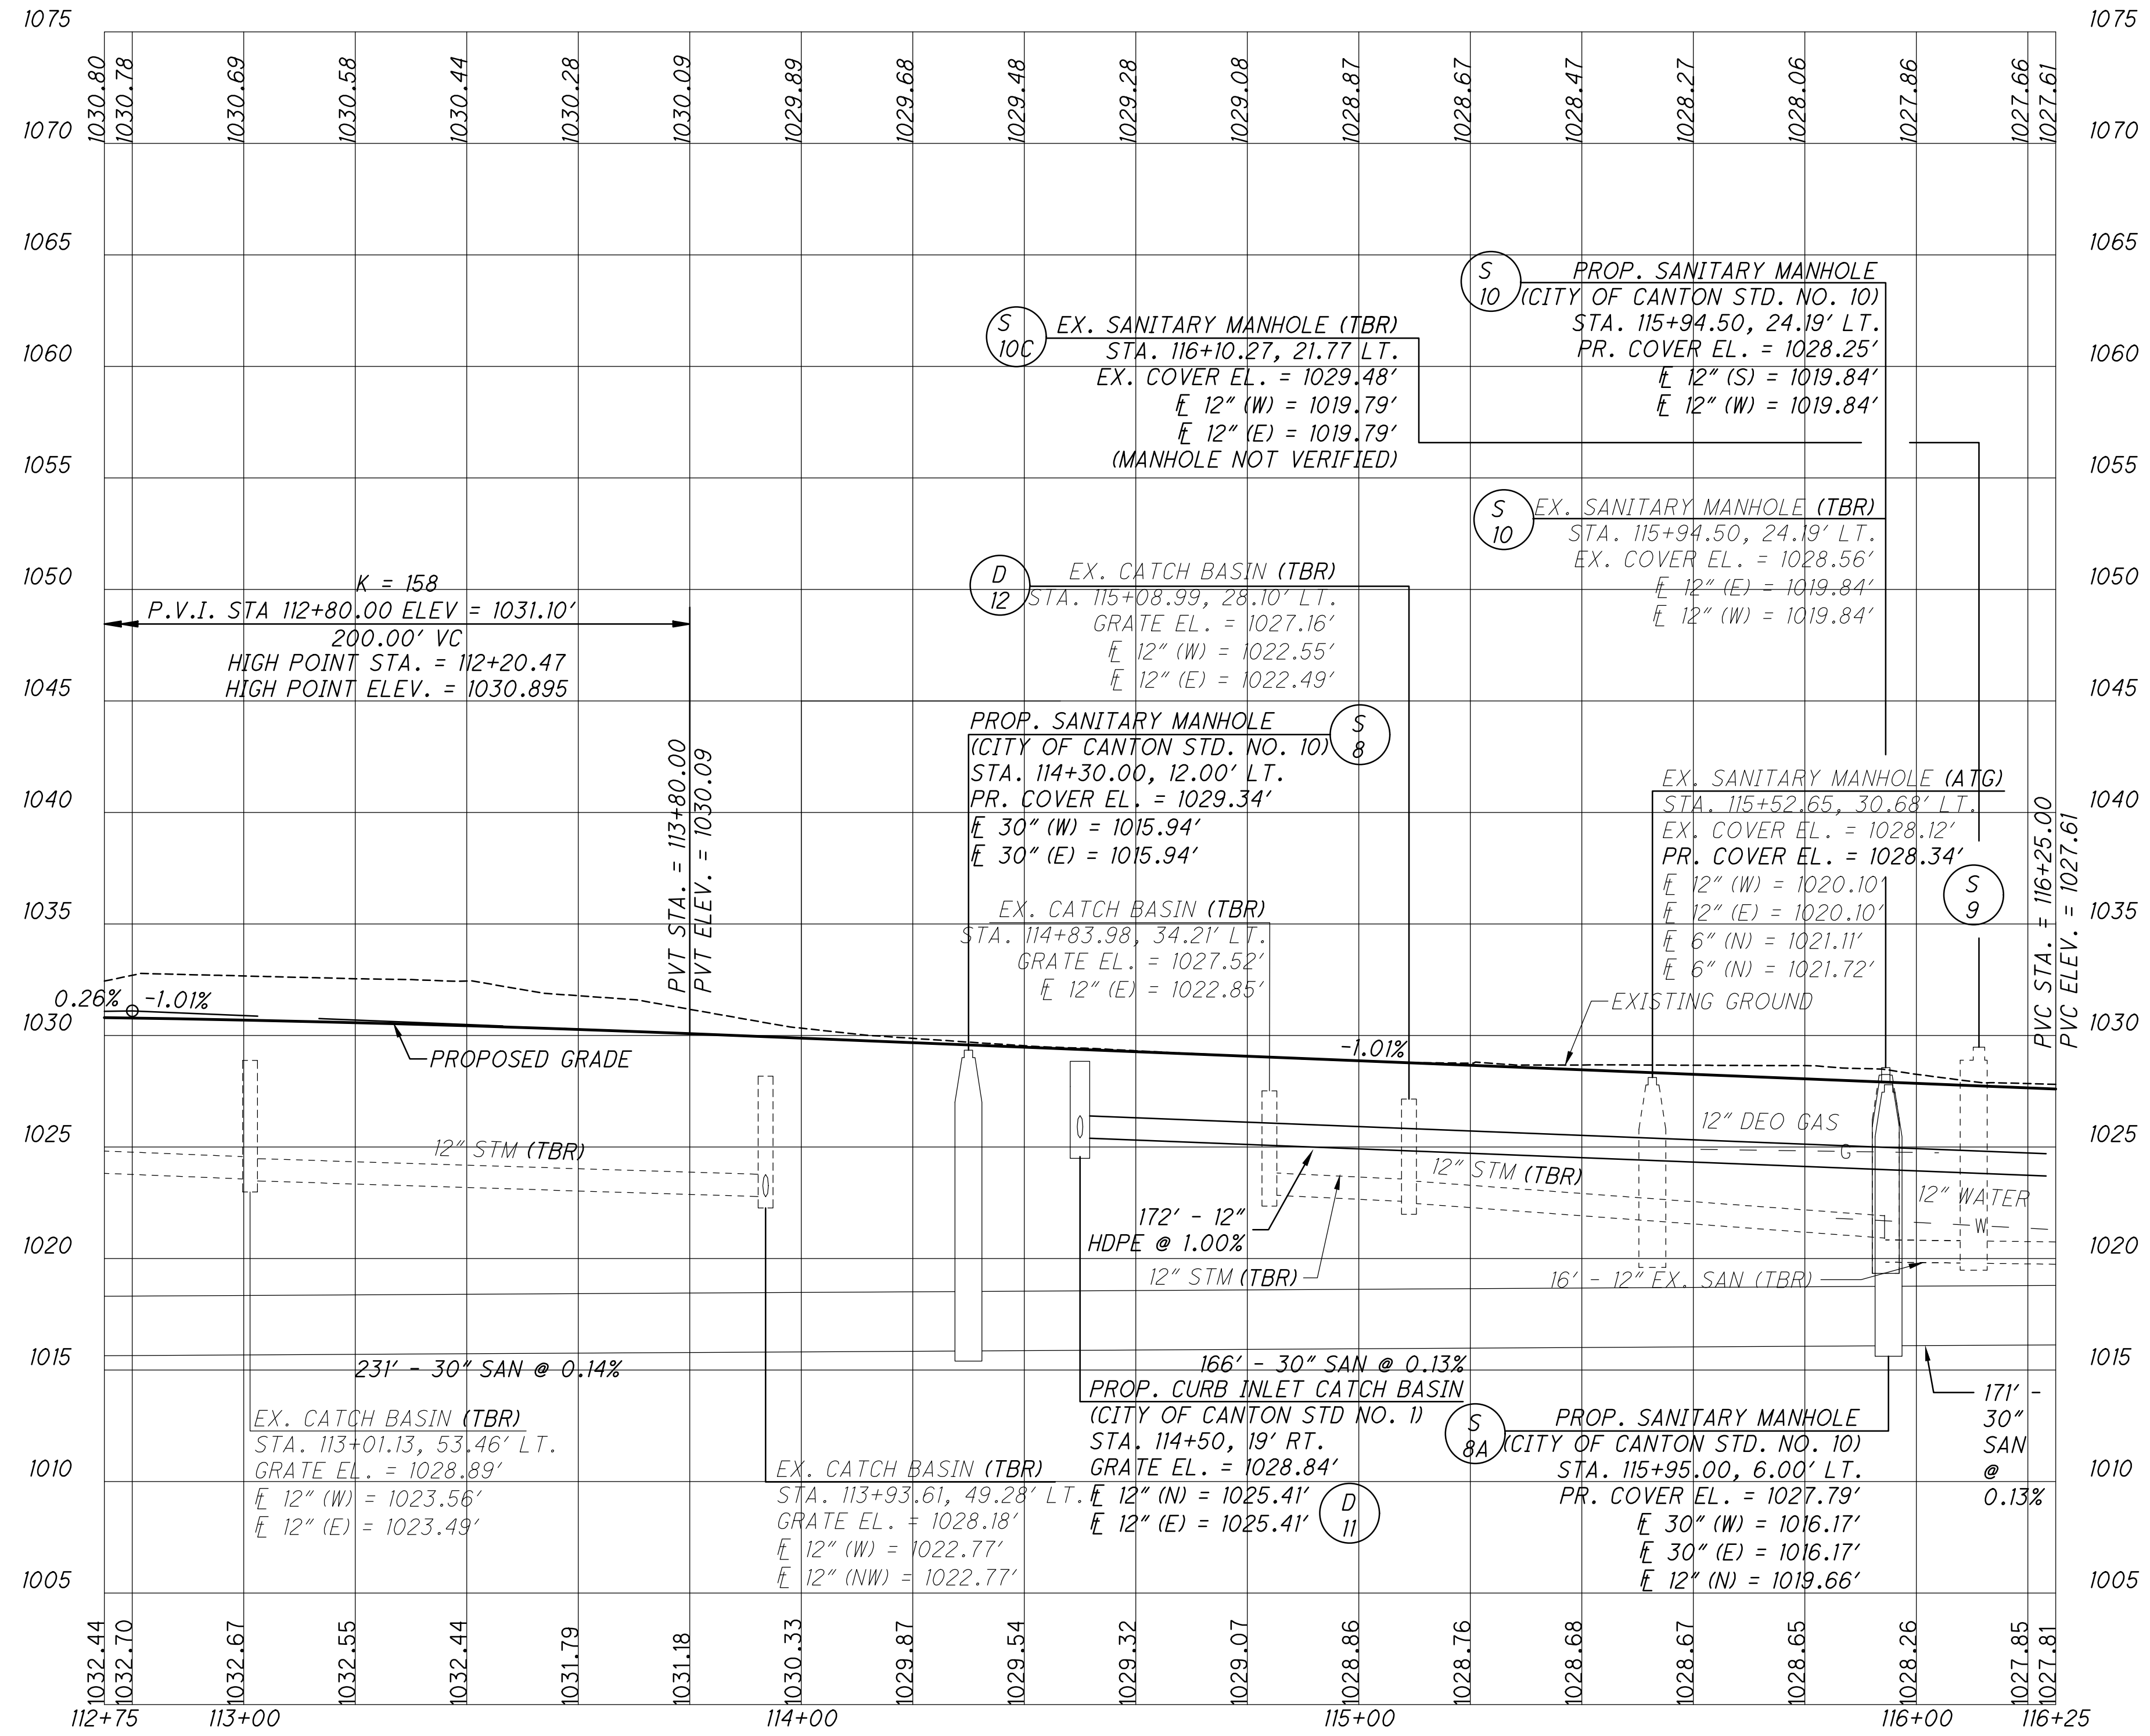 1075
1070
1065
1060
1055
1050
1045
1040
1035
1030
1025
1020
1015
1010
1005
1030.80
1030.78
1030.69
1030.58
1030.44
1030.28
1030.09
1029.89
1029.68
1029.48
1029.28
1029.08
1028.87
1028.67
1028.47
1028.27
1028.06
1027.86
1027.66
1027.61
1075
1070
1065
1060
1055
1050
1045
1040
1035
1030
1025
1020
1015
1010
1005
S
10
PROP. SANITARY MANHOLE
(CITY OF CANTON STD. NO. 10)
STA. 115+94.50, 24.19' LT.
PR. COVER EL. = 1028.25'
FL 12" (S) = 1019.84'
FL 12" (W) = 1019.84'
S
10C
EX. SANITARY MANHOLE (TBR)
STA. 116+10.27, 21.77 LT.
EX. COVER EL. = 1029.48'
FL 12" (W) = 1019.79'
FL 12" (E) = 1019.79'
(MANHOLE NOT VERIFIED)
S
10
EX. SANITARY MANHOLE (TBR)
STA. 115+94.50, 24.19' LT.
EX. COVER EL. = 1028.56'
FL 12" (E) = 1019.84'
FL 12" (W) = 1019.84'
D
12
EX. CATCH BASIN (TBR)
STA. 115+08.99, 28.10' LT.
GRATE EL. = 1027.16'
FL 12" (W) = 1022.55'
FL 12" (E) = 1022.49'
K = 158
P.V.I. STA 112+80.00 ELEV = 1031.10'
200.00' VC
HIGH POINT STA. = 112+20.47
HIGH POINT ELEV. = 1030.895
PVT STA. = 113+80.00
PVT ELEV. = 1030.09
PROP. SANITARY MANHOLE
(CITY OF CANTON STD. NO. 10)
STA. 114+30.00, 12.00' LT.
PR. COVER EL. = 1029.34'
FL 30" (W) = 1015.94'
FL 30" (E) = 1015.94'
S
8
EX. CATCH BASIN (TBR)
STA. 114+83.98, 34.21' LT.
GRATE EL. = 1027.52'
FL 12" (E) = 1022.85'
EX. SANITARY MANHOLE (ATG)
STA. 115+52.65, 30.68' LT.
EX. COVER EL. = 1028.12'
PR. COVER EL. = 1028.34'
FL 12" (W) = 1020.10'
FL 12" (E) = 1020.10'
FL 6" (N) = 1021.11'
FL 6" (N) = 1021.72'
S
9
PVC STA. = 116+25.00
PVC ELEV. = 1027.61
0.26%
-1.01%
PROPOSED GRADE
-1.01%
EXISTING GROUND
12" STM (TBR)
12" DEO GAS
G
12" STM (TBR)
12" WATER
W
172' - 12"
HDPE @ 1.00%
12" STM (TBR)
16' - 12" EX. SAN (TBR)
231' - 30" SAN @ 0.14%
166' - 30" SAN @ 0.13%
171' -
30"
SAN
@
0.13%
EX. CATCH BASIN (TBR)
STA. 113+01.13, 53.46' LT.
GRATE EL. = 1028.89'
FL 12" (W) = 1023.56'
FL 12" (E) = 1023.49'
EX. CATCH BASIN (TBR)
STA. 113+93.61, 49.28' LT.
GRATE EL. = 1028.18'
FL 12" (W) = 1022.77'
FL 12" (NW) = 1022.77'
PROP. CURB INLET CATCH BASIN
(CITY OF CANTON STD NO. 1)
STA. 114+50, 19' RT.
GRATE EL. = 1028.84'
FL 12" (N) = 1025.41'
FL 12" (E) = 1025.41'
D
11
S
8A
PROP. SANITARY MANHOLE
(CITY OF CANTON STD. NO. 10)
STA. 115+95.00, 6.00' LT.
PR. COVER EL. = 1027.79'
FL 30" (W) = 1016.17'
FL 30" (E) = 1016.17'
FL 12" (N) = 1019.66'
1032.44
1032.70
1032.67
1032.55
1032.44
1031.79
1031.18
1030.33
1029.87
1029.54
1029.32
1029.07
1028.86
1028.76
1028.68
1028.67
1028.65
1028.26
1027.85
1027.81
112+75
113+00
114+00
115+00
116+00
116+25